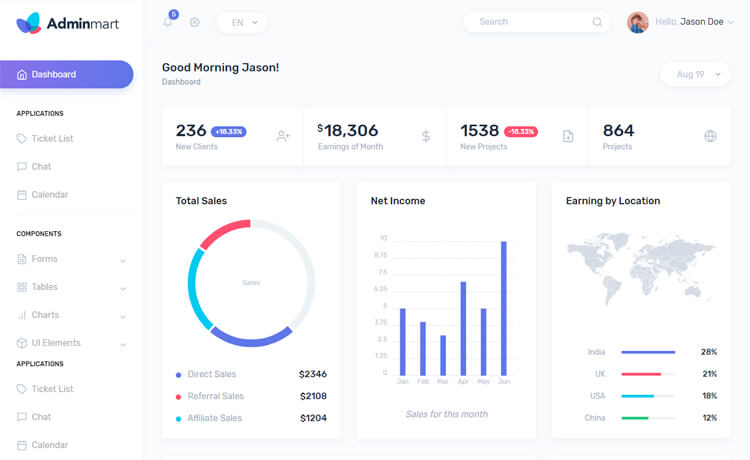 Adminmart
5
EN
Search
Hello, Jason Doe
Dashboard
APPLICATIONS
Ticket List
Chat
Calendar
COMPONENTS
Forms
Tables
Charts
UI Elements
APPLICATIONS
Ticket List
Chat
Calendar
Good Morning Jason!
Dashboard
Aug 19
236 +18.33%
New Clients
$18,306
Earnings of Month
1538 -18.33%
New Projects
864
Projects
Total Sales
Sales
Direct Sales $2346
Referral Sales $2108
Affiliate Sales $1204
Net Income
10
8.75
7.5
6.25
5
3.75
2.5
1.25
0
Jan Feb Mar Apr May Jun
Sales for this month
Earning by Location
India 28%
UK 21%
USA 18%
China 12%